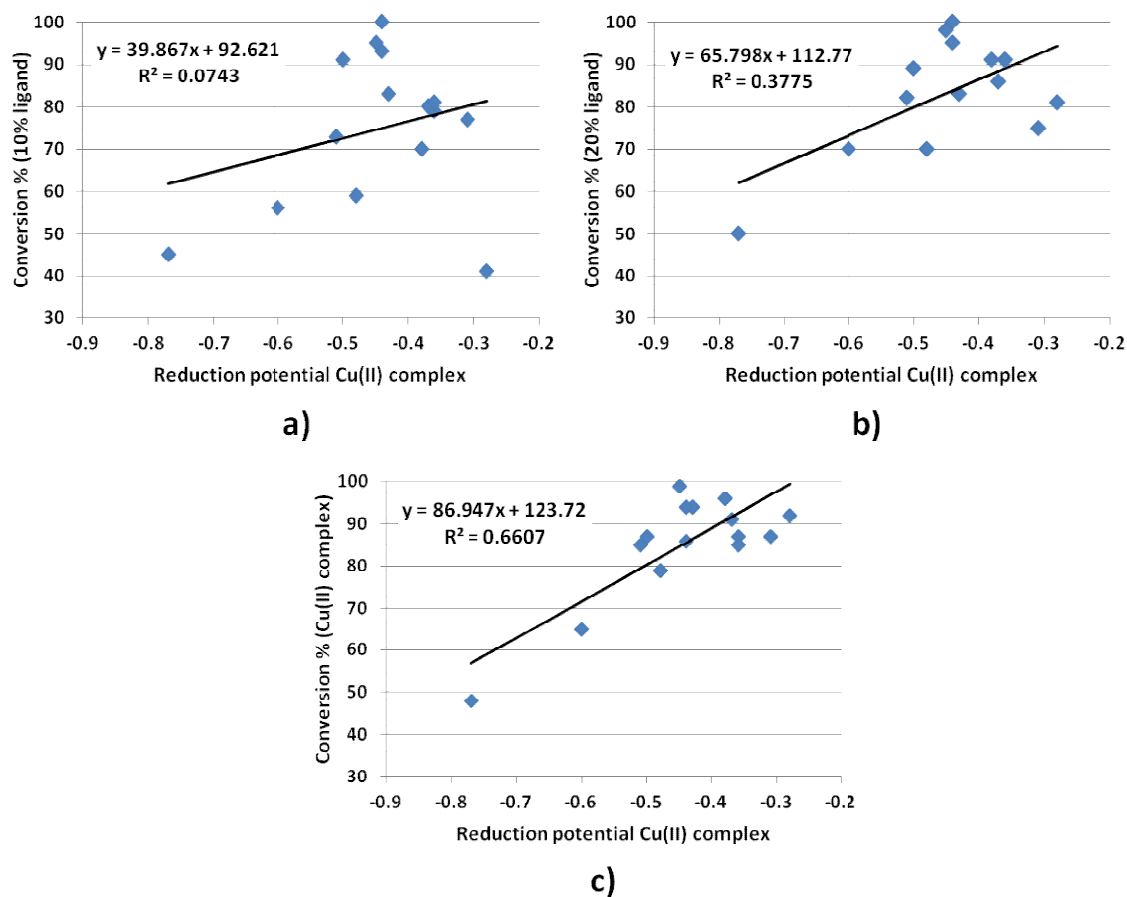 y = 39.867x + 92.621
R² = 0.0743
Conversion % (10% ligand)
100
90
80
70
60
50
40
30
-0.9 -0.8 -0.7 -0.6 -0.5 -0.4 -0.3 -0.2
Reduction potential Cu(II) complex
a)
y = 65.798x + 112.77
R² = 0.3775
Conversion % (20% ligand)
100
90
80
70
60
50
40
30
-0.9 -0.8 -0.7 -0.6 -0.5 -0.4 -0.3 -0.2
Reduction potential Cu(II) complex
b)
y = 86.947x + 123.72
R² = 0.6607
Conversion % (Cu(II) complex)
100
90
80
70
60
50
40
30
-0.9 -0.8 -0.7 -0.6 -0.5 -0.4 -0.3 -0.2
Reduction potential Cu(II) complex
c)